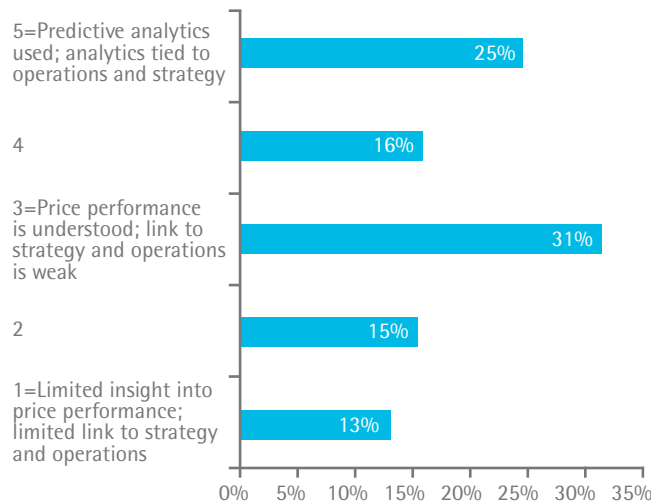 5=Predictive analytics
used; analytics tied to
operations and strategy
25%
4
16%
3=Price performance
is understood; link to
strategy and operations
is weak
31%
2
15%
1=Limited insight into
price performance;
limited link to strategy
and operations
13%
0% 5% 10% 15% 20% 25% 30% 35%